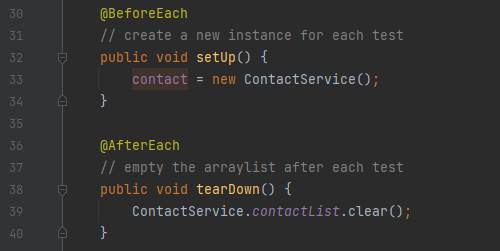 30 @BeforeEach
31 // create a new instance for each test
32 public void setUp() {
33 contact = new ContactService();
34 }
35
36 @AfterEach
37 // empty the arraylist after each test
38 public void tearDown() {
39 ContactService.contactList.clear();
40 }